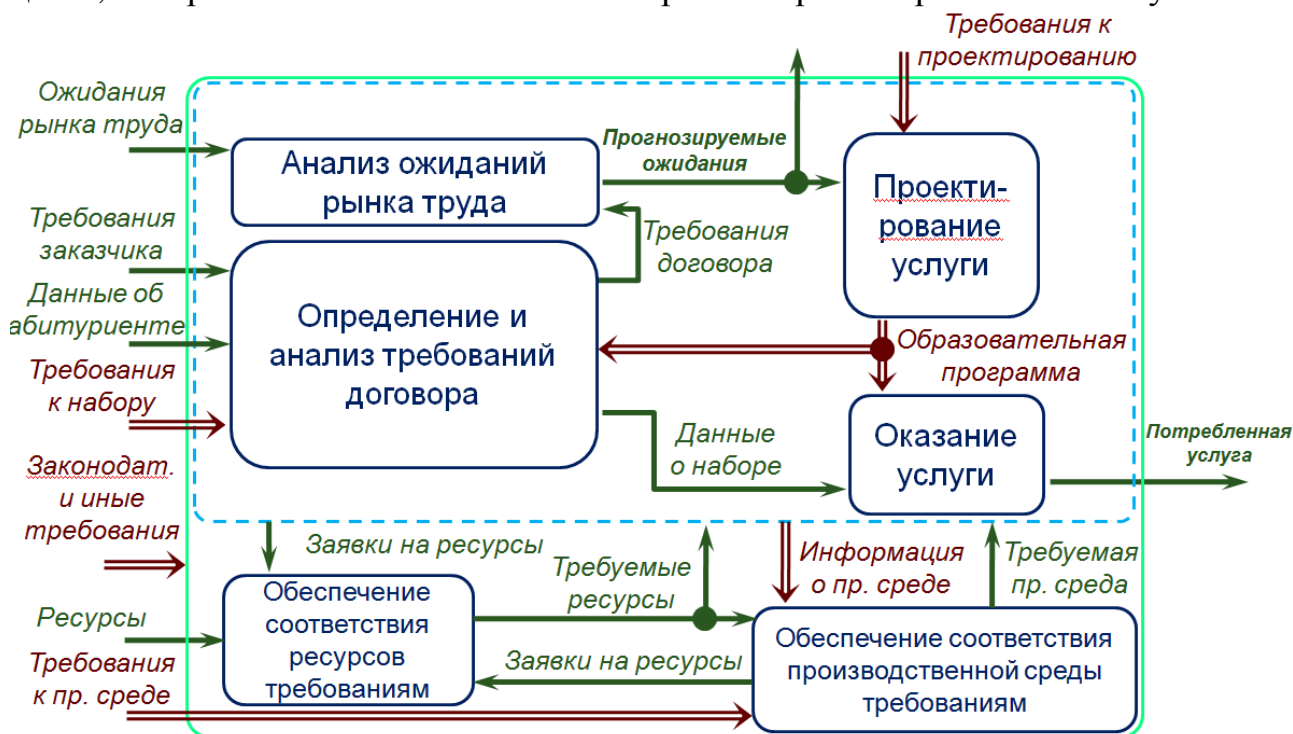 Требования к
проектированию
Ожидания
рынка труда
Анализ ожиданий
рынка труда
Прогнозируемые
ожидания
Проекти-
рование
услуги
Требования
заказчика
Требования
договора
Данные об
абитуриенте
Определение и
анализ требований
договора
Образовательная
программа
Требования
к набору
Данные
о наборе
Оказание
услуги
Потребленная
услуга
Законодат.
и иные
требования
Заявки на ресурсы
Требуемые
ресурсы
Информация
о пр. среде
Требуемая
пр. среда
Ресурсы
Обеспечение
соответствия
ресурсов
требованиям
Заявки на ресурсы
Обеспечение соответствия
производственной среды
требованиям
Требования
к пр. среде